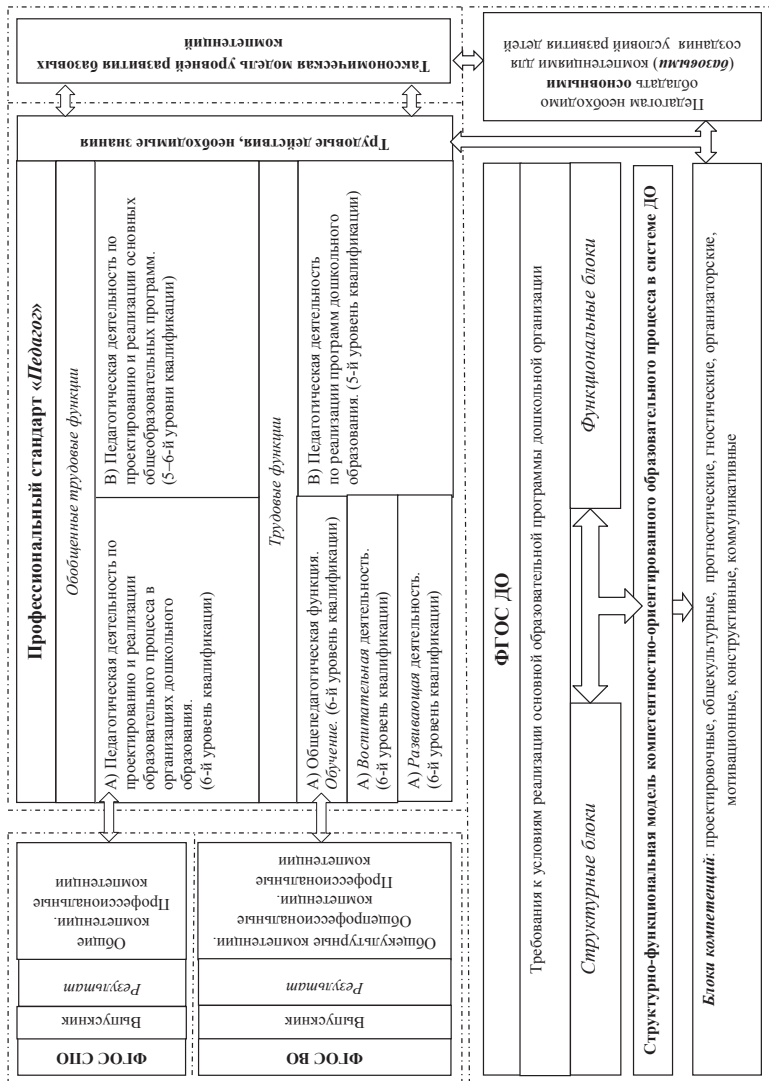 ФГОС СПО
Выпускник
Результат
Общие
компетенции.
Профессиональные
компетенции
ФГОС ВО
Выпускник
Результат
Общекультурные компетенции.
Общепрофессиональные
компетенции.
Профессиональные
компетенции
Профессиональный стандарт «Педагог»
Обобщенные трудовые функции
А) Педагогическая деятельность по
проектированию и реализации
образовательного процесса в
организациях дошкольного
образования.
(6-й уровень квалификации)
В) Педагогическая деятельность по
проектированию и реализации основных
общеобразовательных программ.
(5–6-й уровни квалификации)
Трудовые функции
А) Общепедагогическая функция.
Обучение. (6-й уровень квалификации)
А) Воспитательная деятельность.
(6-й уровень квалификации)
А) Развивающая деятельность.
(6-й уровень квалификации)
В) Педагогическая деятельность
по реализации программ дошкольного
образования. (5-й уровень квалификации)
Трудовые действия, необходимые знания
Таксономическая модель уровней развития базовых
компетенций
ФГОС ДО
Требования к условиям реализации основной образовательной программы дошкольной организации
Структурные блоки
Функциональные блоки
Структурно-функциональная модель компетентностно-ориентированного образовательного процесса в системе ДО
Блоки компетенций: проектировочные, общекультурные, прогностические, гностические, организаторские,
мотивационные, конструктивные, коммуникативные
Педагогам необходимо
обладать основными
(базовыми) компетенциями для
создания условий развития детей